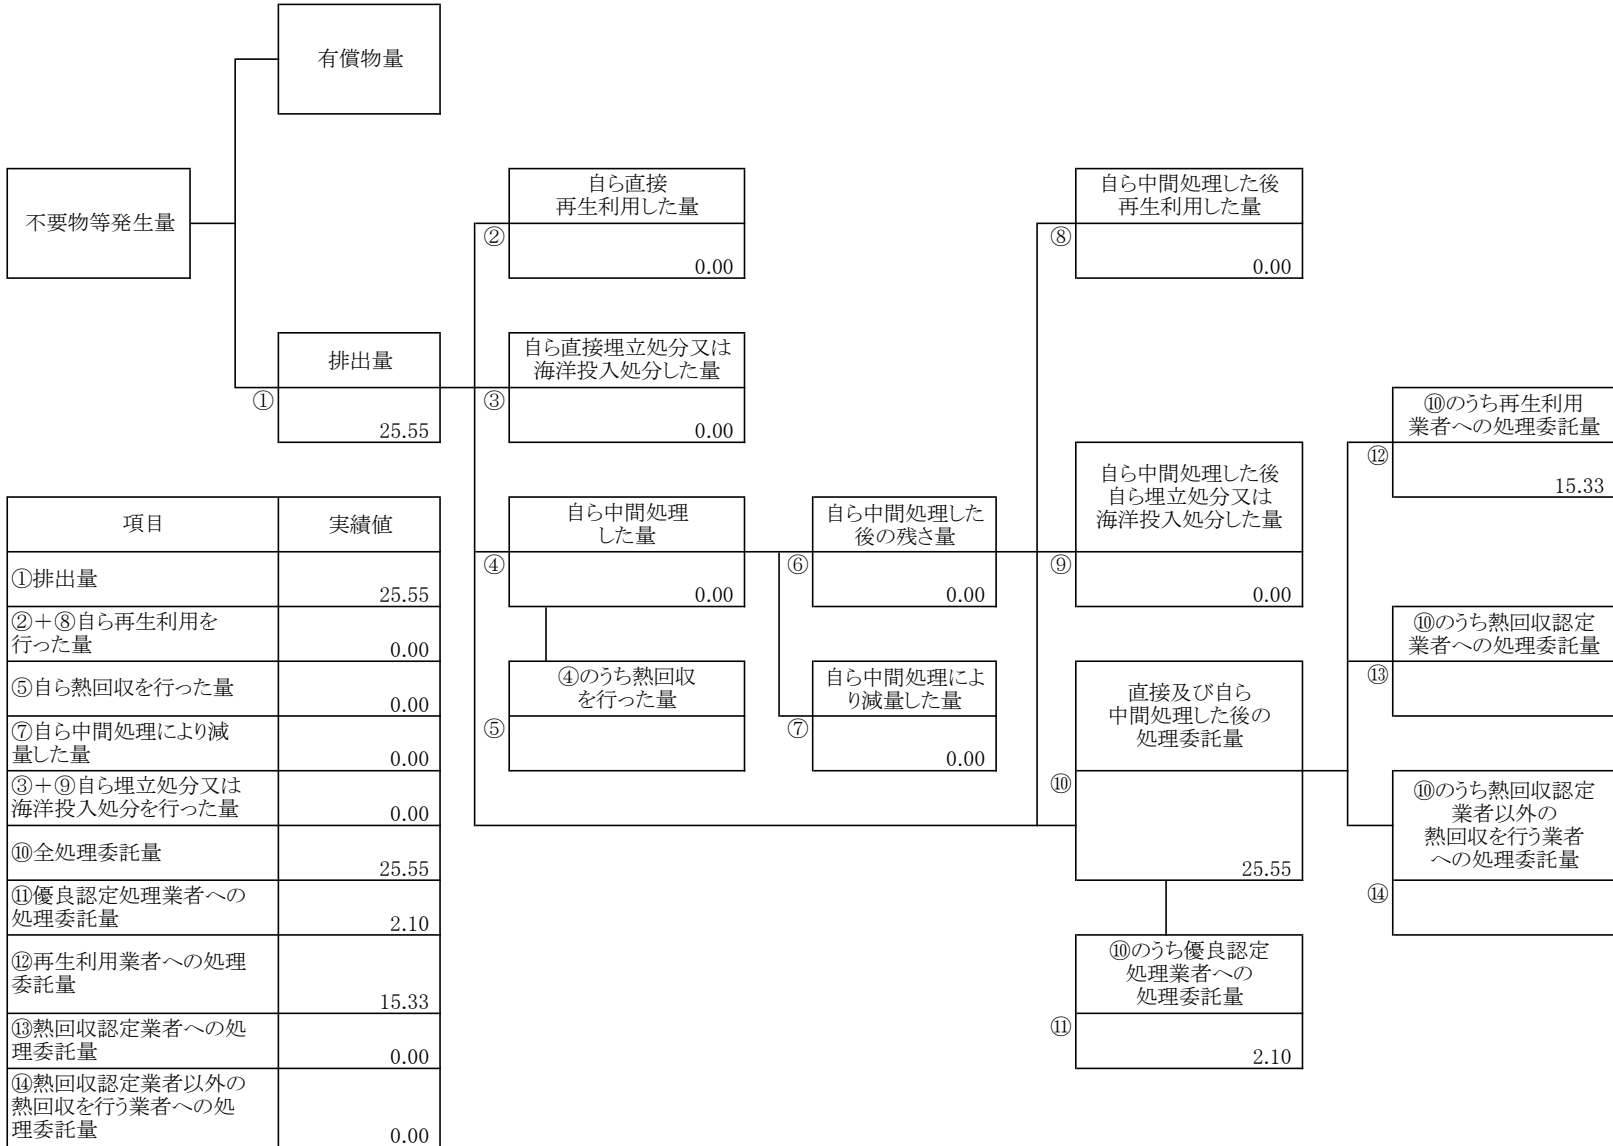 有償物量
不要物等発生量
自ら直接
再生利用した量
②
0.00
自ら中間処理した後
再生利用した量
⑧
0.00
排出量
①
25.55
自ら直接埋立処分又は
海洋投入処分した量
③
0.00
⑩のうち再生利用
業者への処理委託量
⑫
15.33
自ら中間処理
した量
④
0.00
自ら中間処理した
後の残さ量
⑥
0.00
自ら中間処理した後
自ら埋立処分又は
海洋投入処分した量
⑨
0.00
⑩のうち熱回収認定
業者への処理委託量
⑬
④のうち熱回収
を行った量
⑤
自ら中間処理によ
り減量した量
⑦
0.00
直接及び自ら
中間処理した後の
処理委託量
⑩
25.55
⑩のうち熱回収認定
業者以外の
熱回収を行う業者
への処理委託量
⑭
⑩のうち優良認定
処理業者への
処理委託量
⑪
2.10
項目 実績値
①排出量
25.55
②＋⑧自ら再生利用を
行った量 0.00
⑤自ら熱回収を行った量
0.00
⑦自ら中間処理により減
量した量 0.00
③＋⑨自ら埋立処分又は
海洋投入処分を行った量 0.00
⑩全処理委託量
25.55
⑪優良認定処理業者への
処理委託量 2.10
⑫再生利用業者への処理
委託量
15.33
⑬熱回収認定業者への処
理委託量 0.00
⑭熱回収認定業者以外の
熱回収を行う業者への処
理委託量 0.00